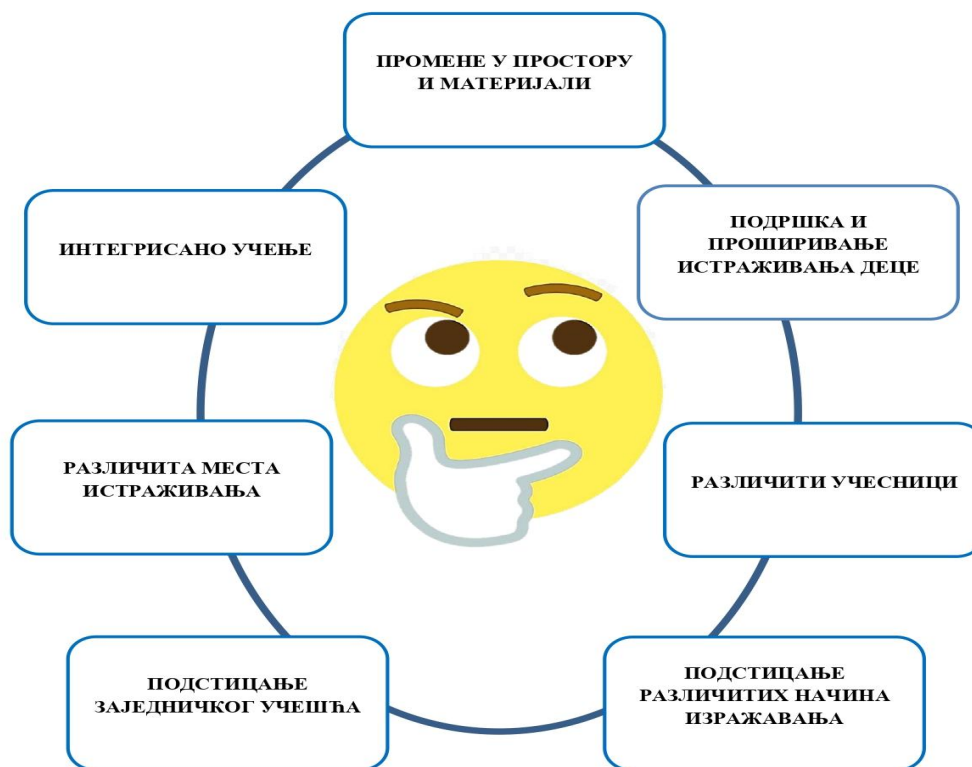 ПРОМЕНЕ У ПРОСТОРУ
И МАТЕРИЈАЛИ
ПОДРШКА И
ПРОШИРИВАЊЕ
ИСТРАЖИВАЊА ДЕЦЕ
РАЗЛИЧИТИ УЧЕСНИЦИ
ПОДСТИЦАЊЕ
РАЗЛИЧИТИХ НАЧИНА
ИЗРАЖАВАЊА
ПОДСТИЦАЊЕ
ЗАЈЕДНИЧКОГ УЧЕШЋА
РАЗЛИЧИТА МЕСТА
ИСТРАЖИВАЊА
ИНТЕГРИСАНО УЧЕЊЕ